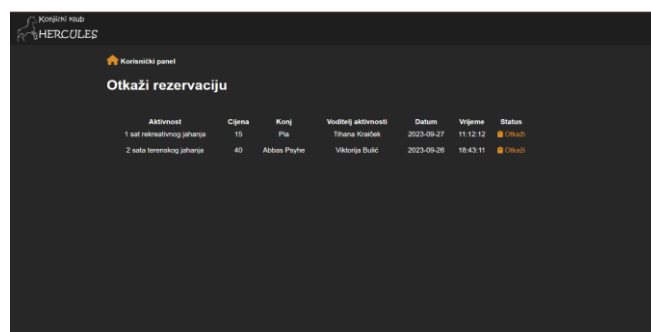 Konjički klub
HERCULES
Korisnički panel
Otkaži rezervaciju
Aktivnost Cijena Konj Voditelj aktivnosti Datum Vrijeme Status
1 sat rekreativnog jahanja 15 Pia Tihana Kraiček 2023-09-27 11:12:12 Otkaži
2 sata terenskog jahanja 40 Abbas Psyhe Viktorija Bulić 2023-09-26 18:43:11 Otkaži